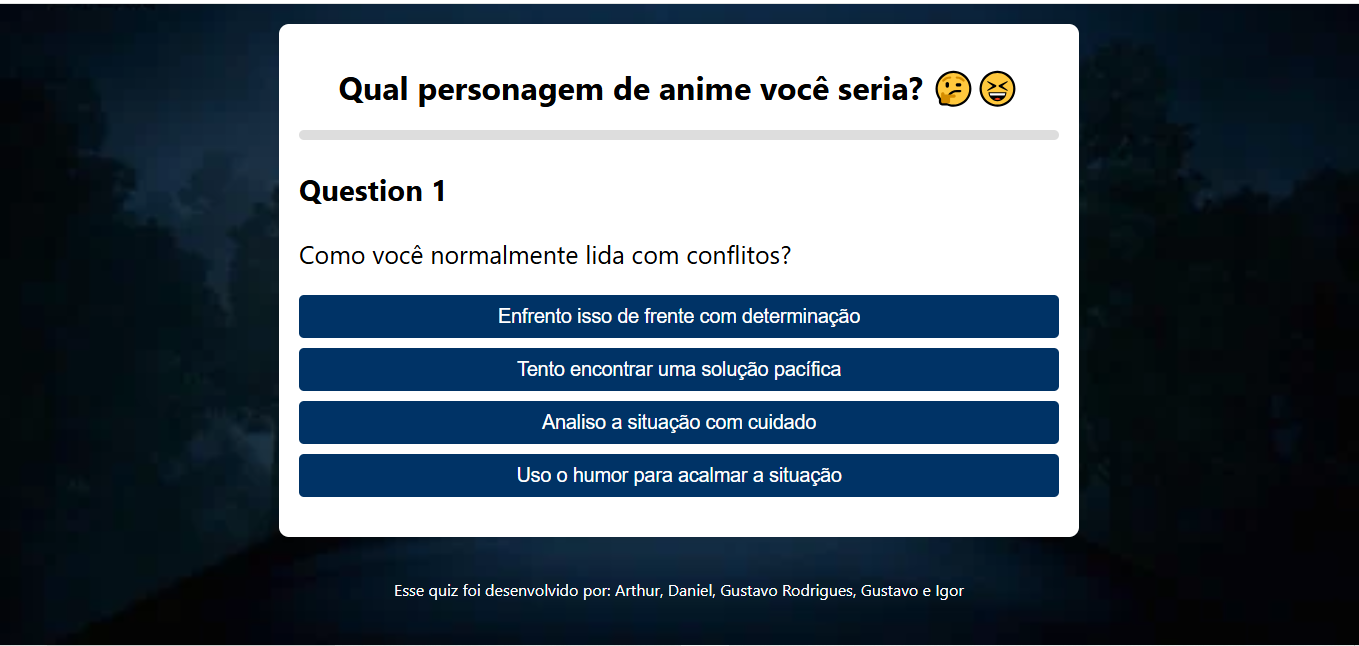 Qual personagem de anime você seria? 🤔😆
Question 1
Como você normalmente lida com conflitos?
Enfrento isso de frente com determinação
Tento encontrar uma solução pacífica
Analiso a situação com cuidado
Uso o humor para acalmar a situação
Esse quiz foi desenvolvido por: Arthur, Daniel, Gustavo Rodrigues, Gustavo e Igor